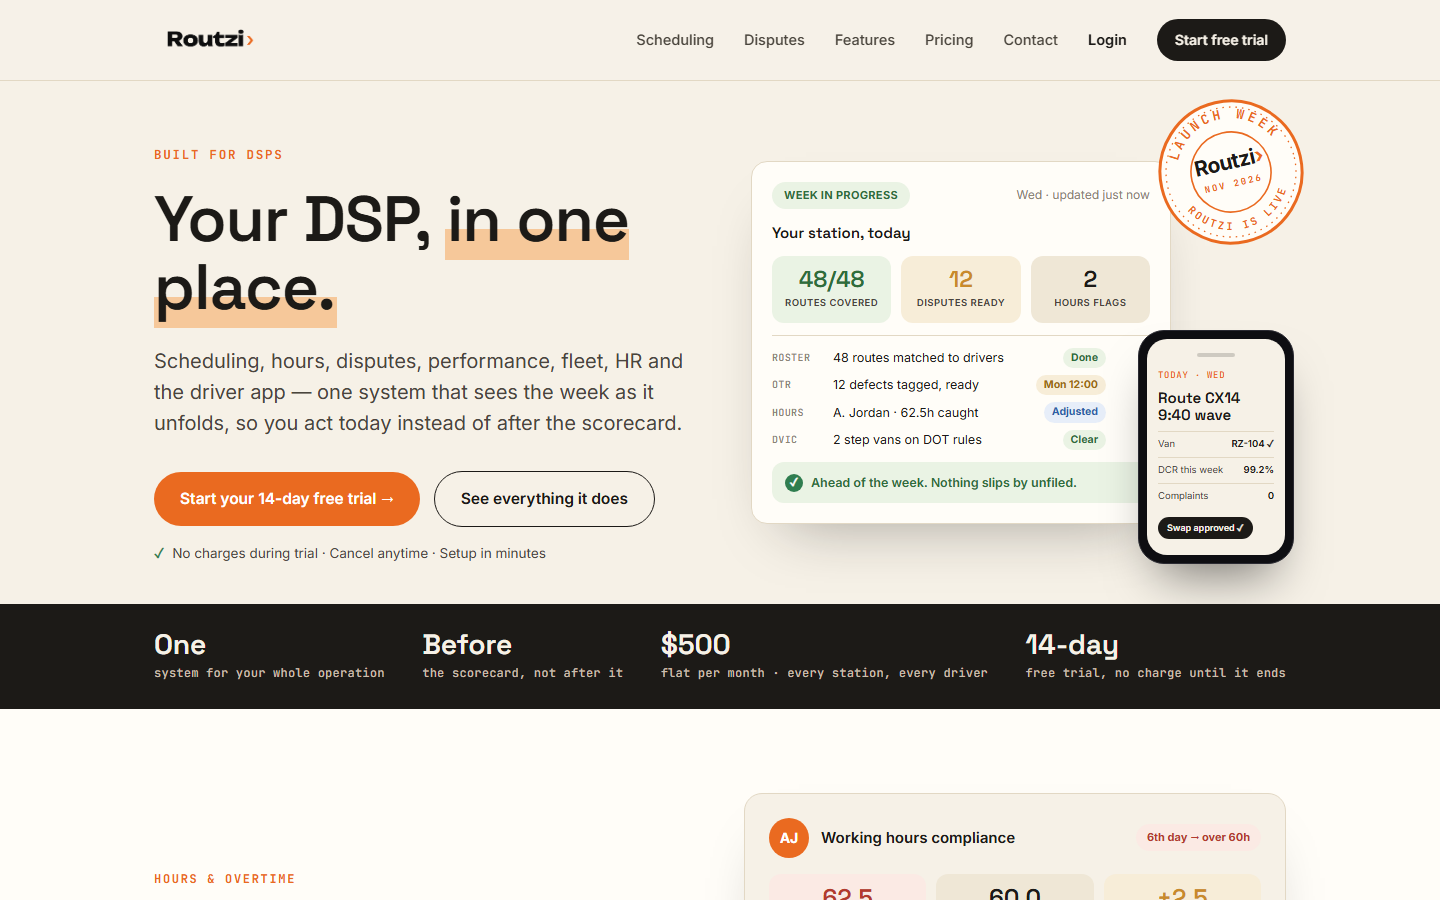 Routzi›
Scheduling
Disputes
Features
Pricing
Contact
Login
Start free trial
BUILT FOR DSPS
Your DSP, in one
place.
Scheduling, hours, disputes, performance, fleet, HR and
the driver app — one system that sees the week as it
unfolds, so you act today instead of after the scorecard.
Start your 14-day free trial →
See everything it does
✓ No charges during trial · Cancel anytime · Setup in minutes
LAUNCH WEEK
Routzi›
NOV 2026
ROUTZI IS LIVE
WEEK IN PROGRESS
Wed · updated just now
Your station, today
48/48
ROUTES COVERED
12
DISPUTES READY
2
HOURS FLAGS
ROSTER 48 routes matched to drivers Done
OTR 12 defects tagged, ready Mon 12:00
HOURS A. Jordan · 62.5h caught Adjusted
DVIC 2 step vans on DOT rules Clear
✓ Ahead of the week. Nothing slips by unfiled.
TODAY · WED
Route CX14
9:40 wave
Van RZ-104 ✓
DCR this week 99.2%
Complaints 0
Swap approved ✓
One
system for your whole operation
Before
the scorecard, not after it
$500
flat per month · every station, every driver
14-day
free trial, no charge until it ends
HOURS & OVERTIME
AJ
Working hours compliance
6th day → over 60h
62.5
60.0
+2.5